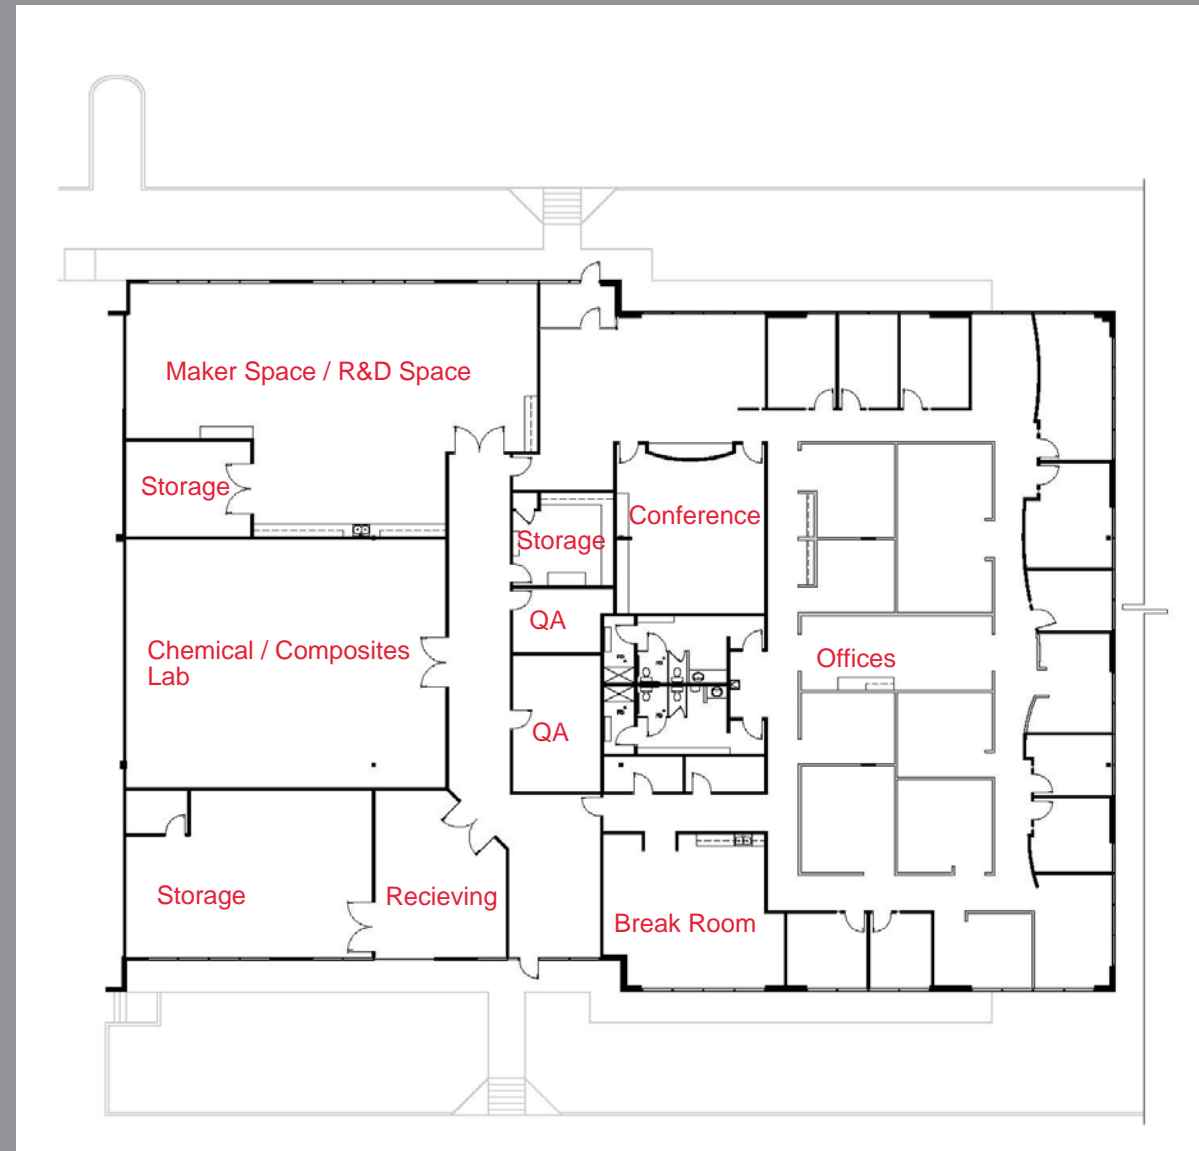 Maker Space / R&D Space
Storage
Conference
Storage
QA
Chemical / Composites
Lab
Offices
QA
Storage
Recieving
Break Room